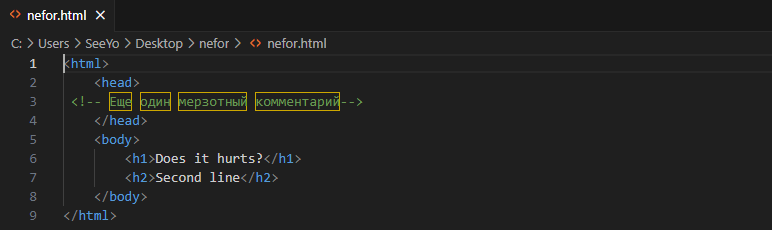 nefor.html
C: > Users > SeeYo > Desktop > nefor > nefor.html
1 <html>
2 <head>
3 <!-- Еще один мерзотный комментарий-->
4 </head>
5 <body>
6 <h1>Does it hurts?</h1>
7 <h2>Second line</h2>
8 </body>
9 </html>